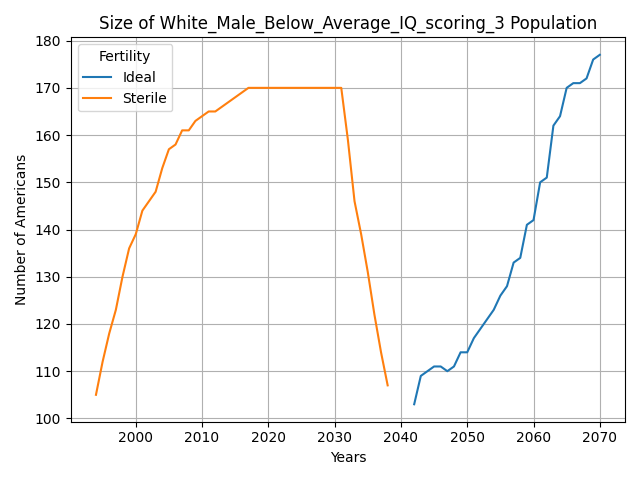 Size of White_Male_Below_Average_IQ_scoring_3 Population
180
170
160
150
140
130
120
110
100
Number of Americans
Fertility
Ideal
Sterile
2000 2010 2020 2030 2040 2050 2060 2070
Years